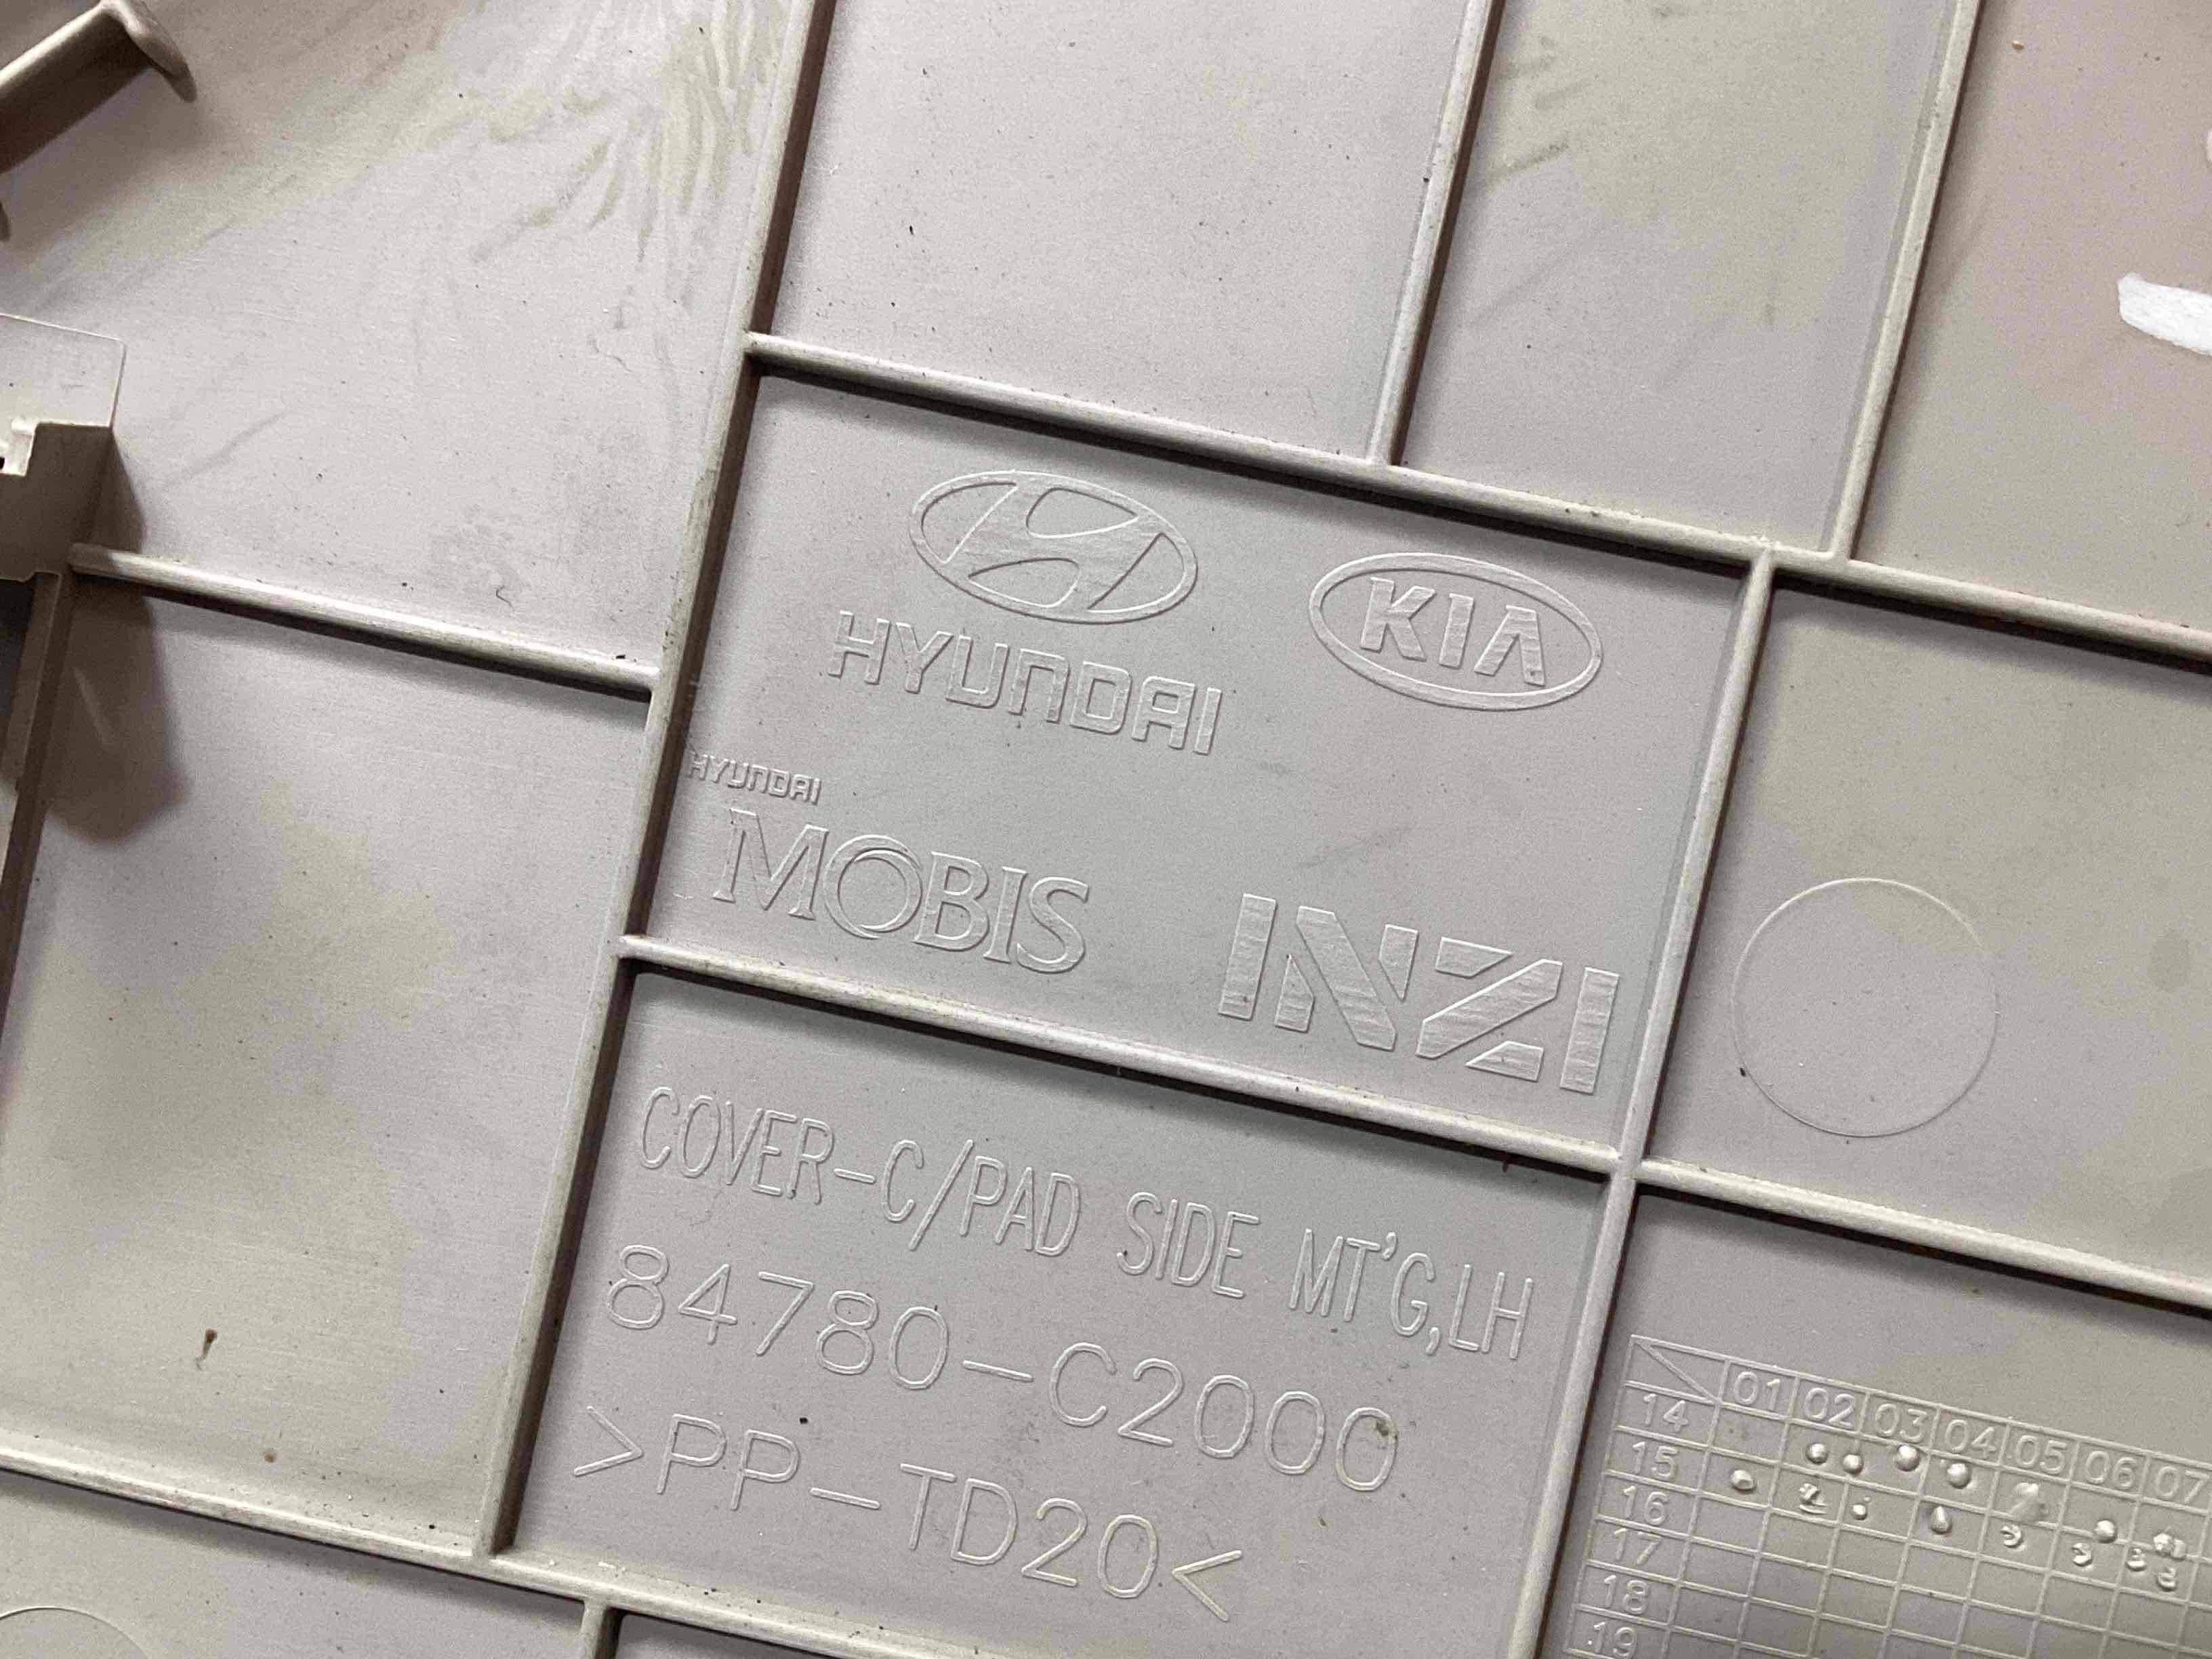 HYUNDAI
KIA
HYUNDAI
MOBIS
INZI
COVER-C/PAD SIDE MT'G,LH
84780-C2000
>PP-TD20<
01 02 03 04 05 06 07
14
15
16
17
18
19